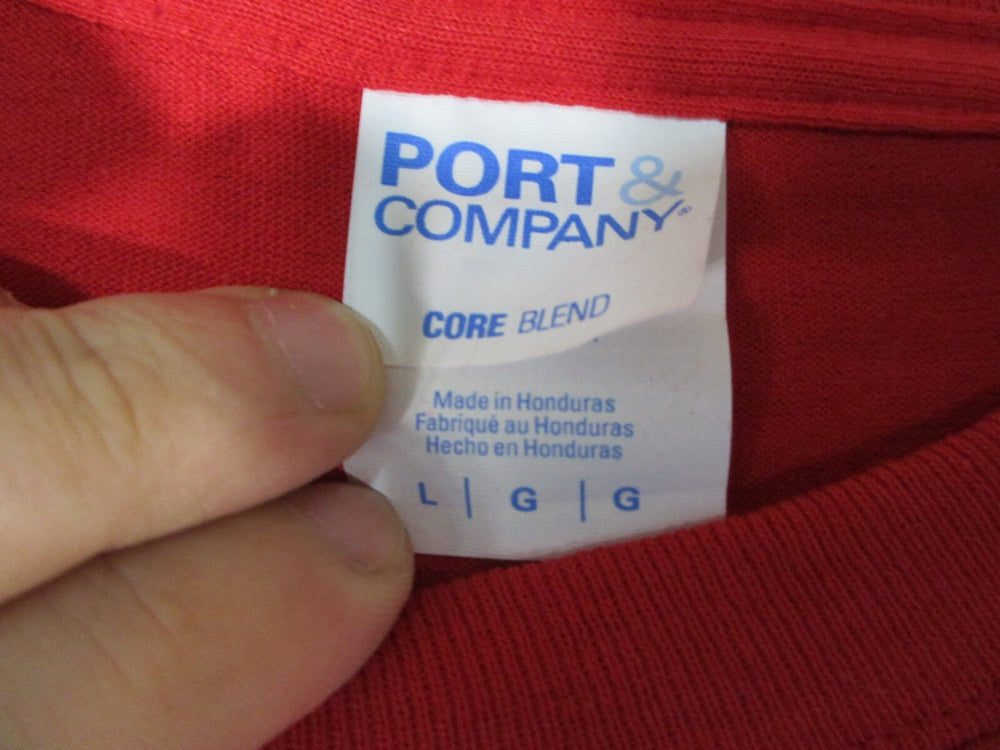 PORT &
COMPANY®
CORE BLEND
Made in Honduras
Fabriqué au Honduras
Hecho en Honduras
L | G | G